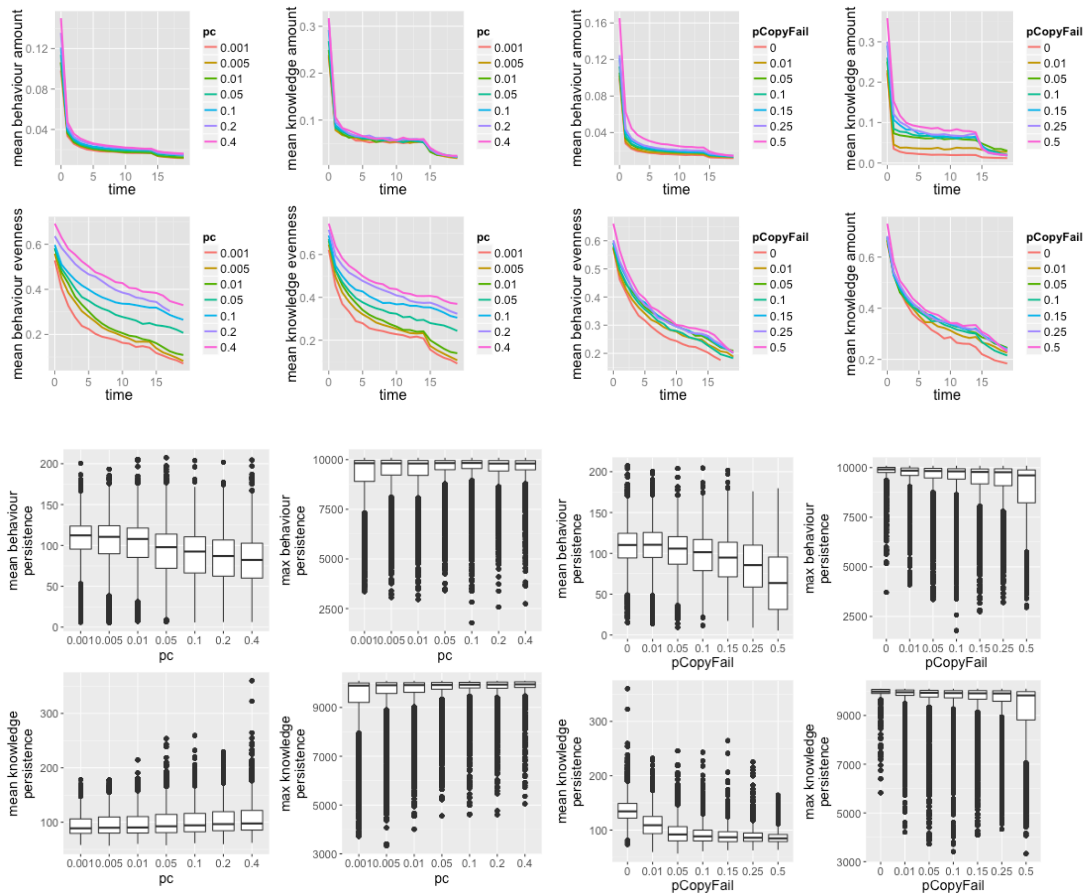 mean behaviour amount
0.12
0.04
0 5 10 15
time
pc
0.001
0.005
0.01
0.05
0.1
0.2
0.4
mean knowledge amount
0.3
0.2
0.1
0 5 10 15
time
pc
0.001
0.005
0.01
0.05
0.1
0.2
0.4
mean behaviour amount
0.16
0.12
0.04
0 5 10 15
time
pCopyFail
0
0.01
0.05
0.1
0.15
0.25
0.5
mean knowledge amount
0.3
0.2
0.1
0.0
0 5 10 15
time
pCopyFail
0
0.01
0.05
0.1
0.15
0.25
0.5
mean behaviour evenness
0.6
0.4
0.2
0 5 10 15
time
pc
0.001
0.005
0.01
0.05
0.1
0.2
0.4
mean knowledge evenness
0.6
0.4
0.2
0 5 10 15
time
pc
0.001
0.005
0.01
0.05
0.1
0.2
0.4
mean behaviour evenness
0.6
0.5
0.4
0.3
0.2
0 5 10 15
time
pCopyFail
0
0.01
0.05
0.1
0.15
0.25
0.5
mean knowledge amount
0.6
0.4
0.2
0 5 10 15
time
pCopyFail
0
0.01
0.05
0.1
0.15
0.25
0.5
mean behaviour
persistence
200
150
100
50
0
0.001 0.005 0.01 0.05 0.1 0.2 0.4
pc
max behaviour
persistence
10000
7500
5000
2500
0.001 0.005 0.01 0.05 0.1 0.2 0.4
pc
mean behaviour
persistence
200
150
100
50
0
0 0.01 0.05 0.1 0.15 0.25 0.5
pCopyFail
max behaviour
persistence
10000
7500
5000
2500
0 0.01 0.05 0.1 0.15 0.25 0.5
pCopyFail
mean knowledge
persistence
300
200
100
0.001 0.005 0.01 0.05 0.1 0.2 0.4
pc
max knowledge
persistence
9000
7000
5000
3000
0.001 0.005 0.01 0.05 0.1 0.2 0.4
pc
mean knowledge
persistence
300
200
100
0 0.01 0.05 0.1 0.15 0.25 0.5
pCopyFail
max knowledge
persistence
9000
7000
5000
3000
0 0.01 0.05 0.1 0.15 0.25 0.5
pCopyFail